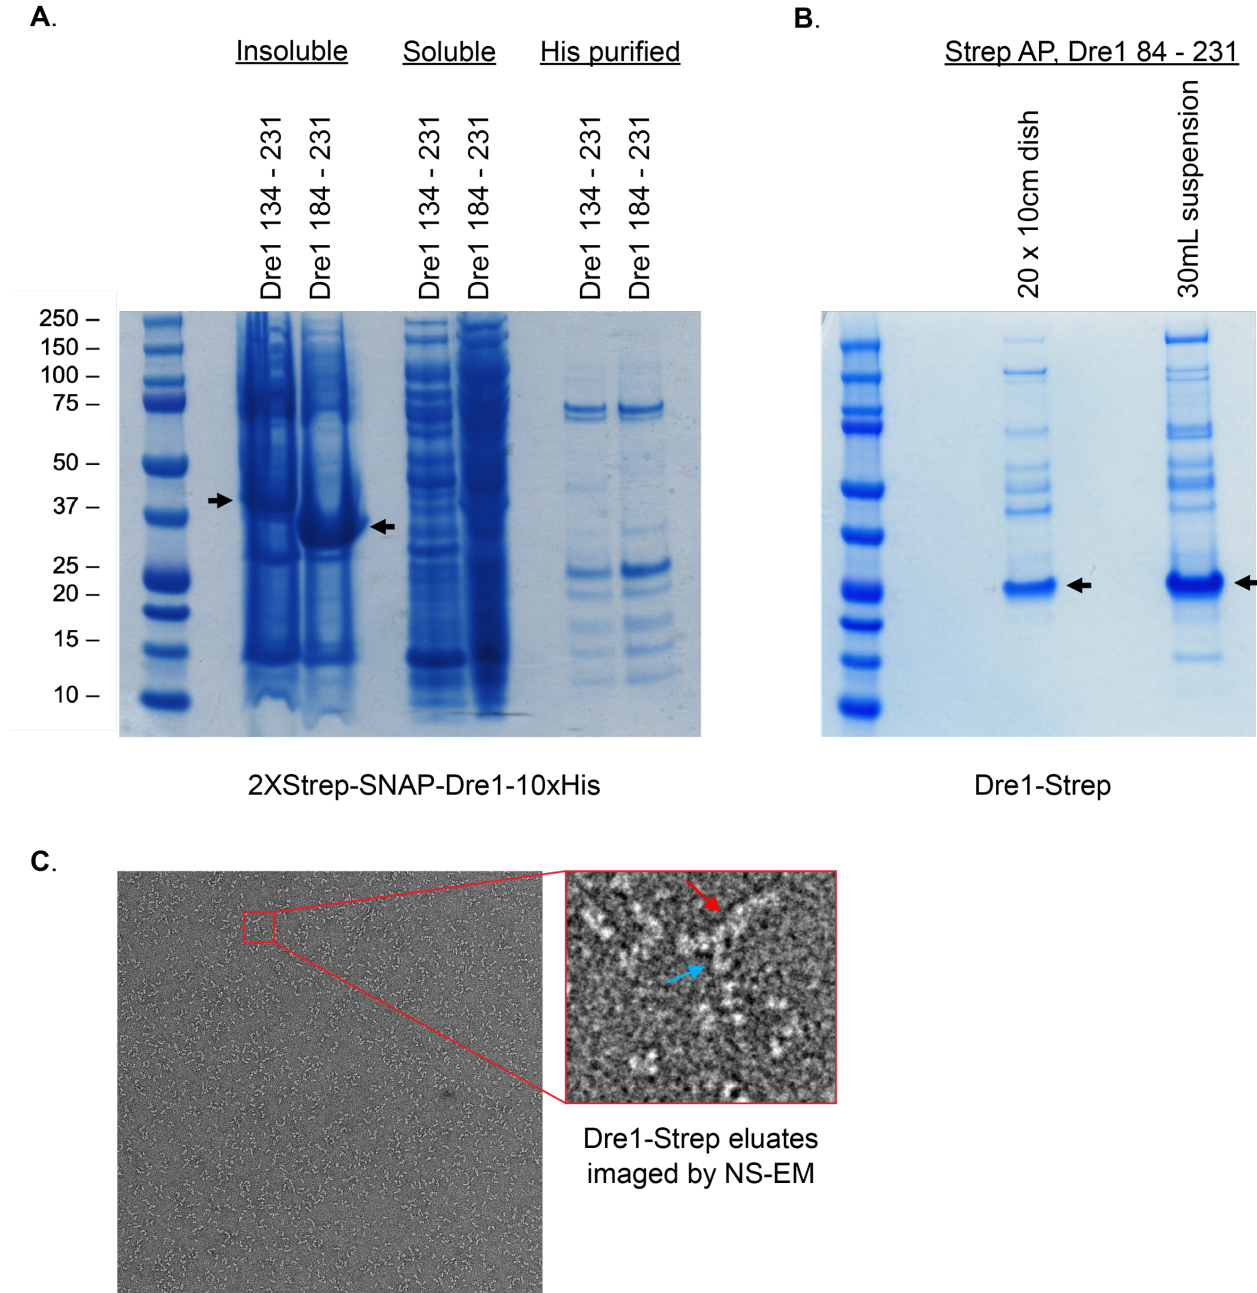 A.
Insoluble
Soluble
His purified
Dre1 134 - 231
Dre1 184 - 231
Dre1 134 - 231
Dre1 184 - 231
Dre1 134 - 231
Dre1 184 - 231
250 –
150 –
100 –
75 –
50 –
37 –
25 –
20 –
15 –
10 –
2XStrep-SNAP-Dre1-10xHis
B.
Strep AP, Dre1 84 - 231
20 x 10cm dish
30mL suspension
Dre1-Strep
C.
Dre1-Strep eluates
imaged by NS-EM